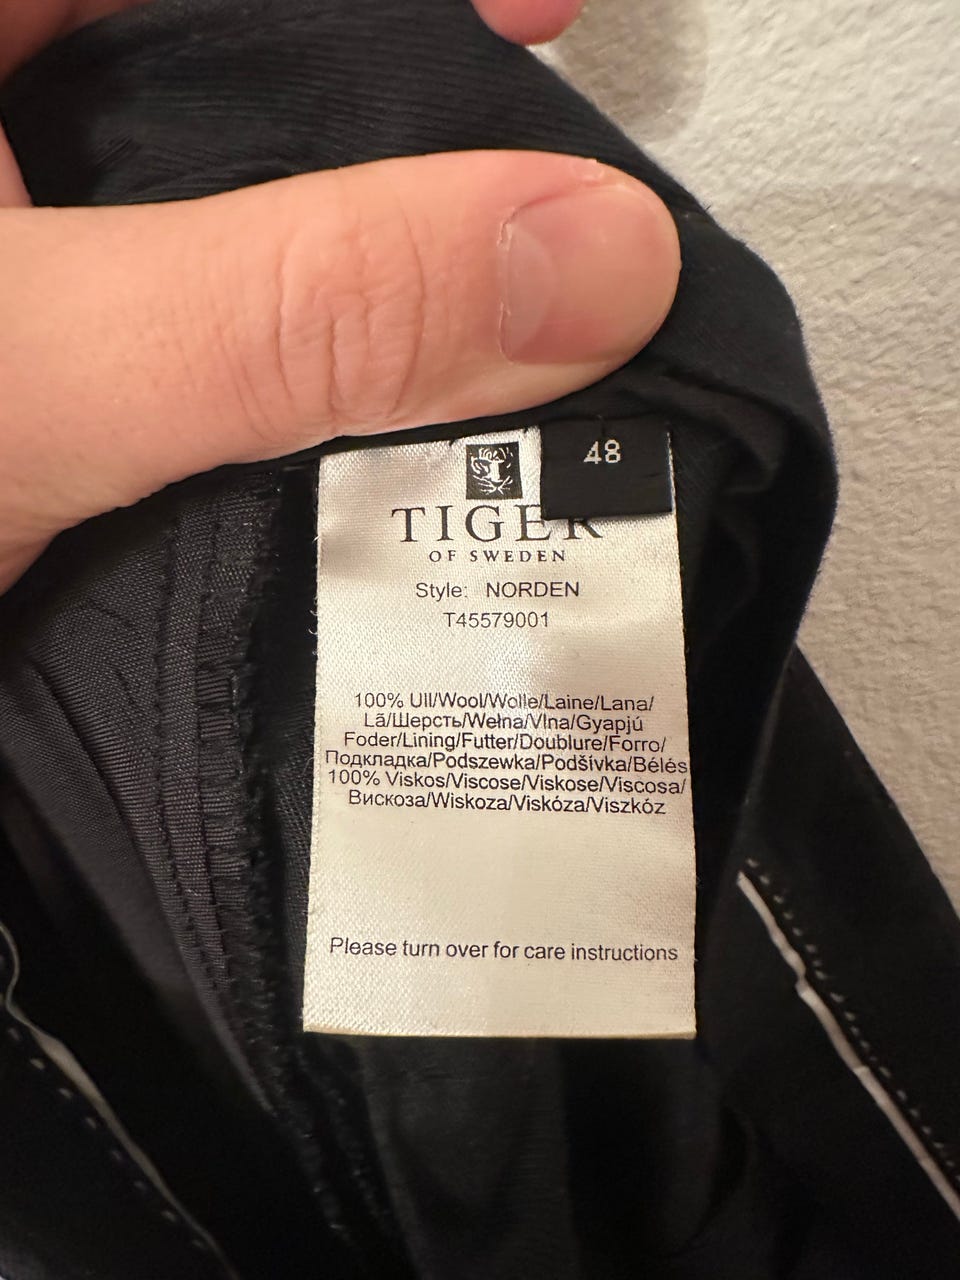 48
TIGER
OF SWEDEN
Style: NORDEN
T45579001
100% Ull/Wool/Wolle/Laine/Lana/
Lã/Шерсть/Wełna/Vlna/Gyapjú
Foder/Lining/Futter/Doublure/Forro/
Подкладка/Podszewka/Podšívka/Bélés
100% Viskos/Viscose/Viskose/Viscosa/
Вискоза/Wiskoza/Viskóza/Viszkóz
Please turn over for care instructions